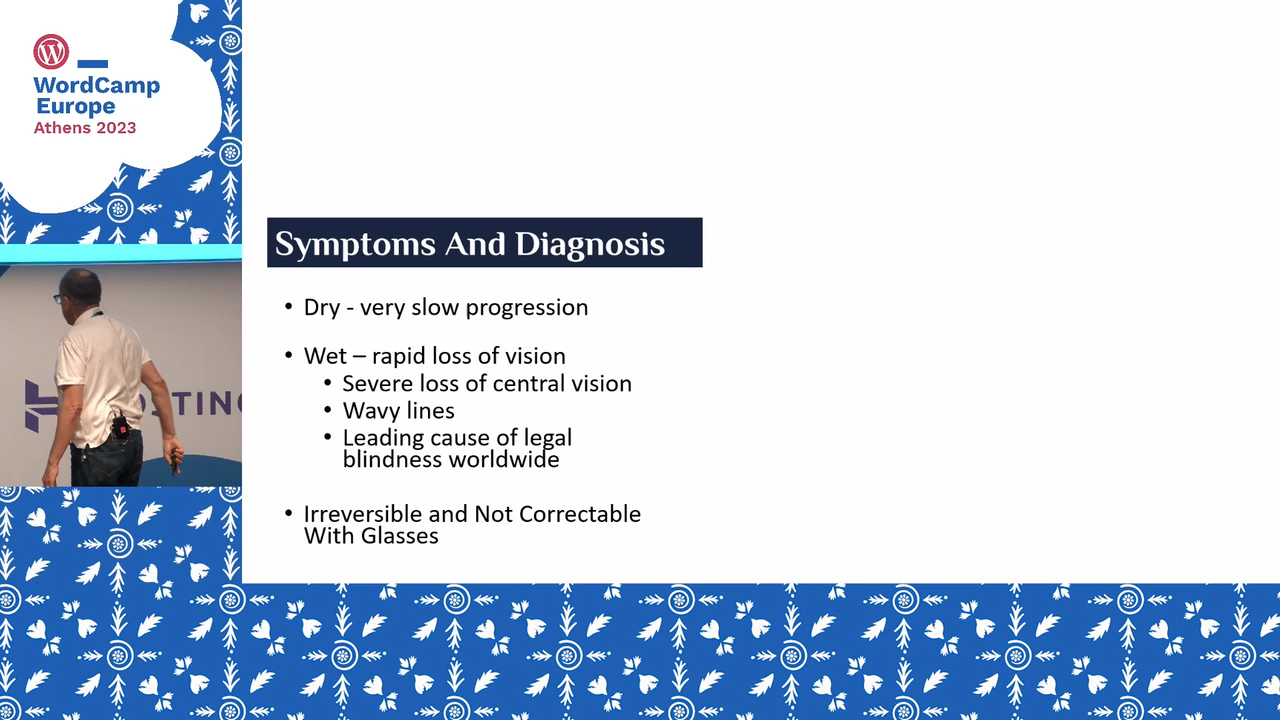 WordCamp
Europe
Athens 2023
Symptoms And Diagnosis
• Dry - very slow progression
• Wet – rapid loss of vision
• Severe loss of central vision
• Wavy lines
• Leading cause of legal
blindness worldwide
• Irreversible and Not Correctable
With Glasses